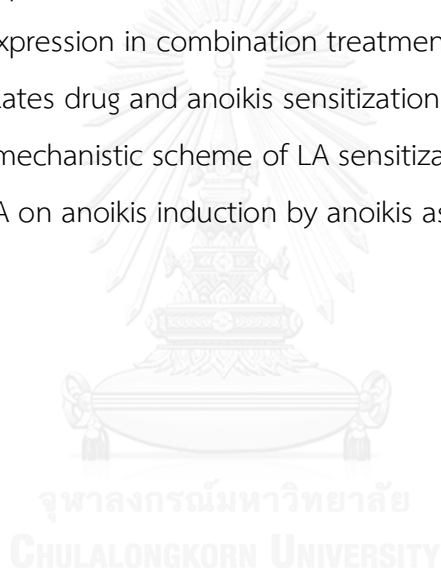 xpression in combination treatmen
ates drug and anoikis sensitization
mechanistic scheme of LA sensitiza
A on anoikis induction by anoikis as
จุฬาลงกรณ์มหาวิทยาลัย
CHULALONGKORN UNIVERSITY